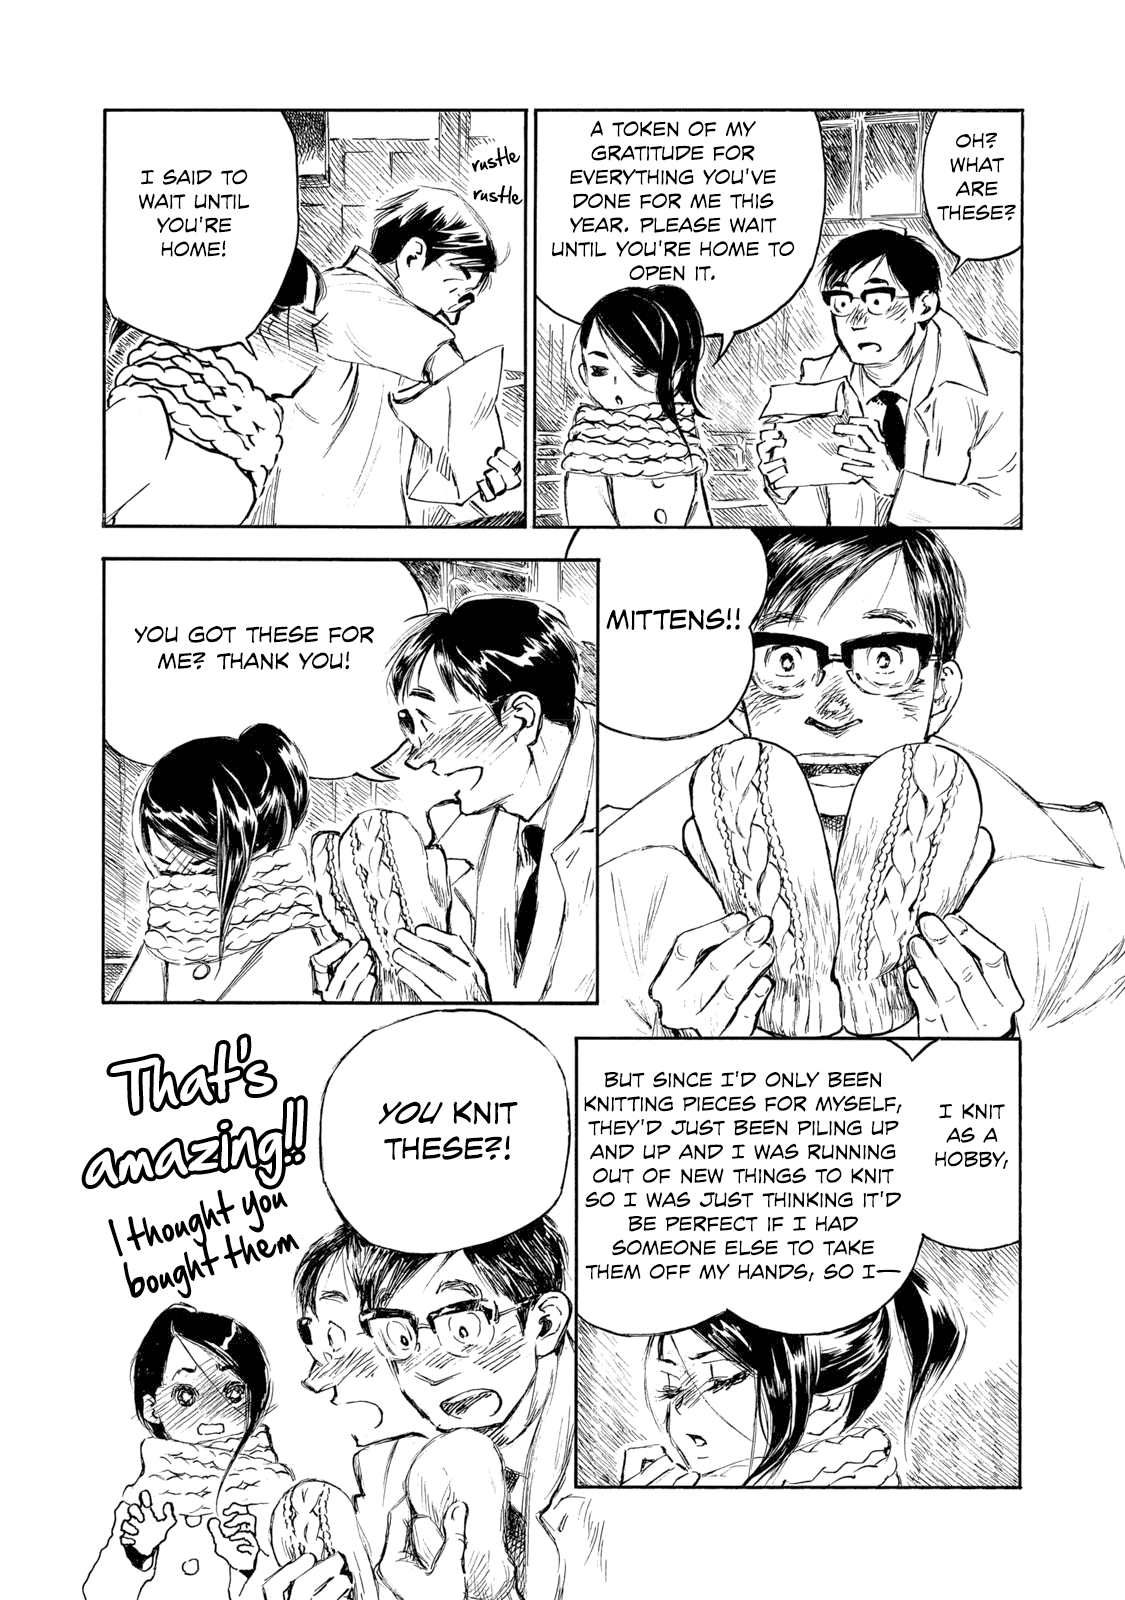 OH?
WHAT
ARE
THESE?
A TOKEN OF MY
GRATITUDE FOR
EVERYTHING YOU'VE
DONE FOR ME THIS
YEAR. PLEASE WAIT
UNTIL YOU'RE HOME TO
OPEN IT.
rustle
rustle
I SAID TO
WAIT UNTIL
YOU'RE
HOME!
MITTENS!!
YOU GOT THESE FOR
ME? THANK YOU!
I KNIT
AS A
HOBBY,
BUT SINCE I'D ONLY BEEN
KNITTING PIECES FOR MYSELF,
THEY'D JUST BEEN PILING UP
AND UP AND I WAS RUNNING
OUT OF NEW THINGS TO KNIT
SO I WAS JUST THINKING IT'D
BE PERFECT IF I HAD
SOMEONE ELSE TO TAKE
THEM OFF MY HANDS, SO I—
YOU KNIT
THESE?!
That's
amazing!!
I thought you
bought them